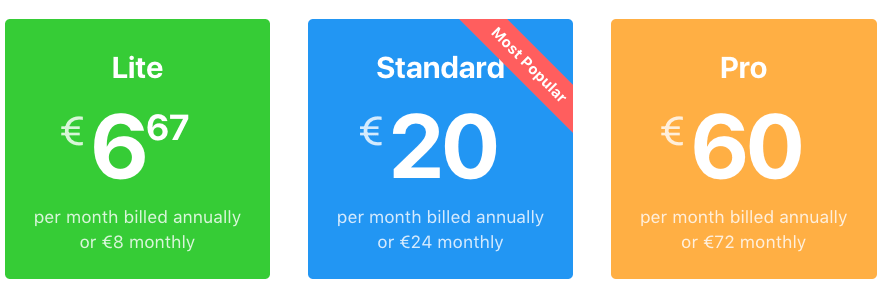 Lite
€667
per month billed annually
or €8 monthly
Standard
Most Popular
€20
per month billed annually
or €24 monthly
Pro
€60
per month billed annually
or €72 monthly